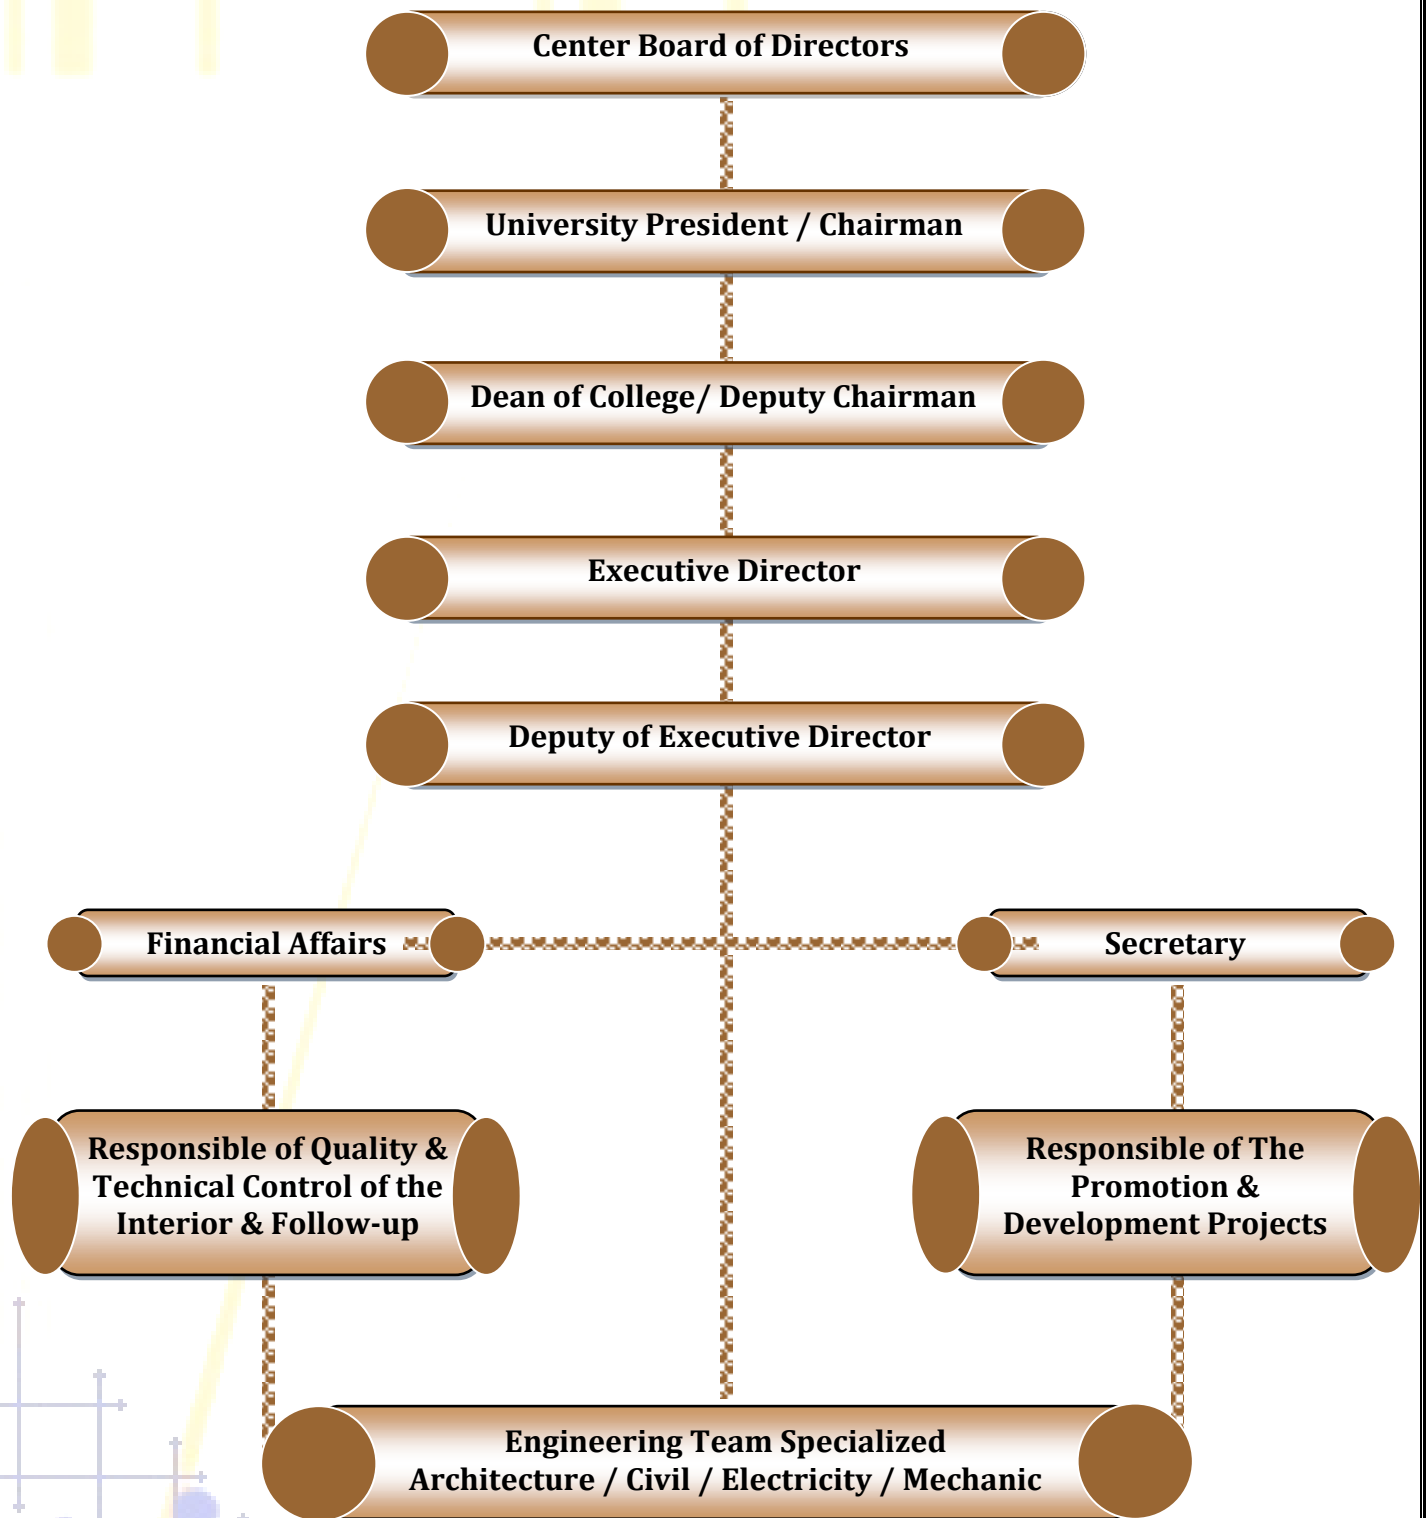 Center Board of Directors
University President / Chairman
Dean of College/ Deputy Chairman
Executive Director
Deputy of Executive Director
Financial Affairs
Secretary
Responsible of Quality &
Technical Control of the
Interior & Follow-up
Responsible of The
Promotion &
Development Projects
Engineering Team Specialized
Architecture / Civil / Electricity / Mechanic